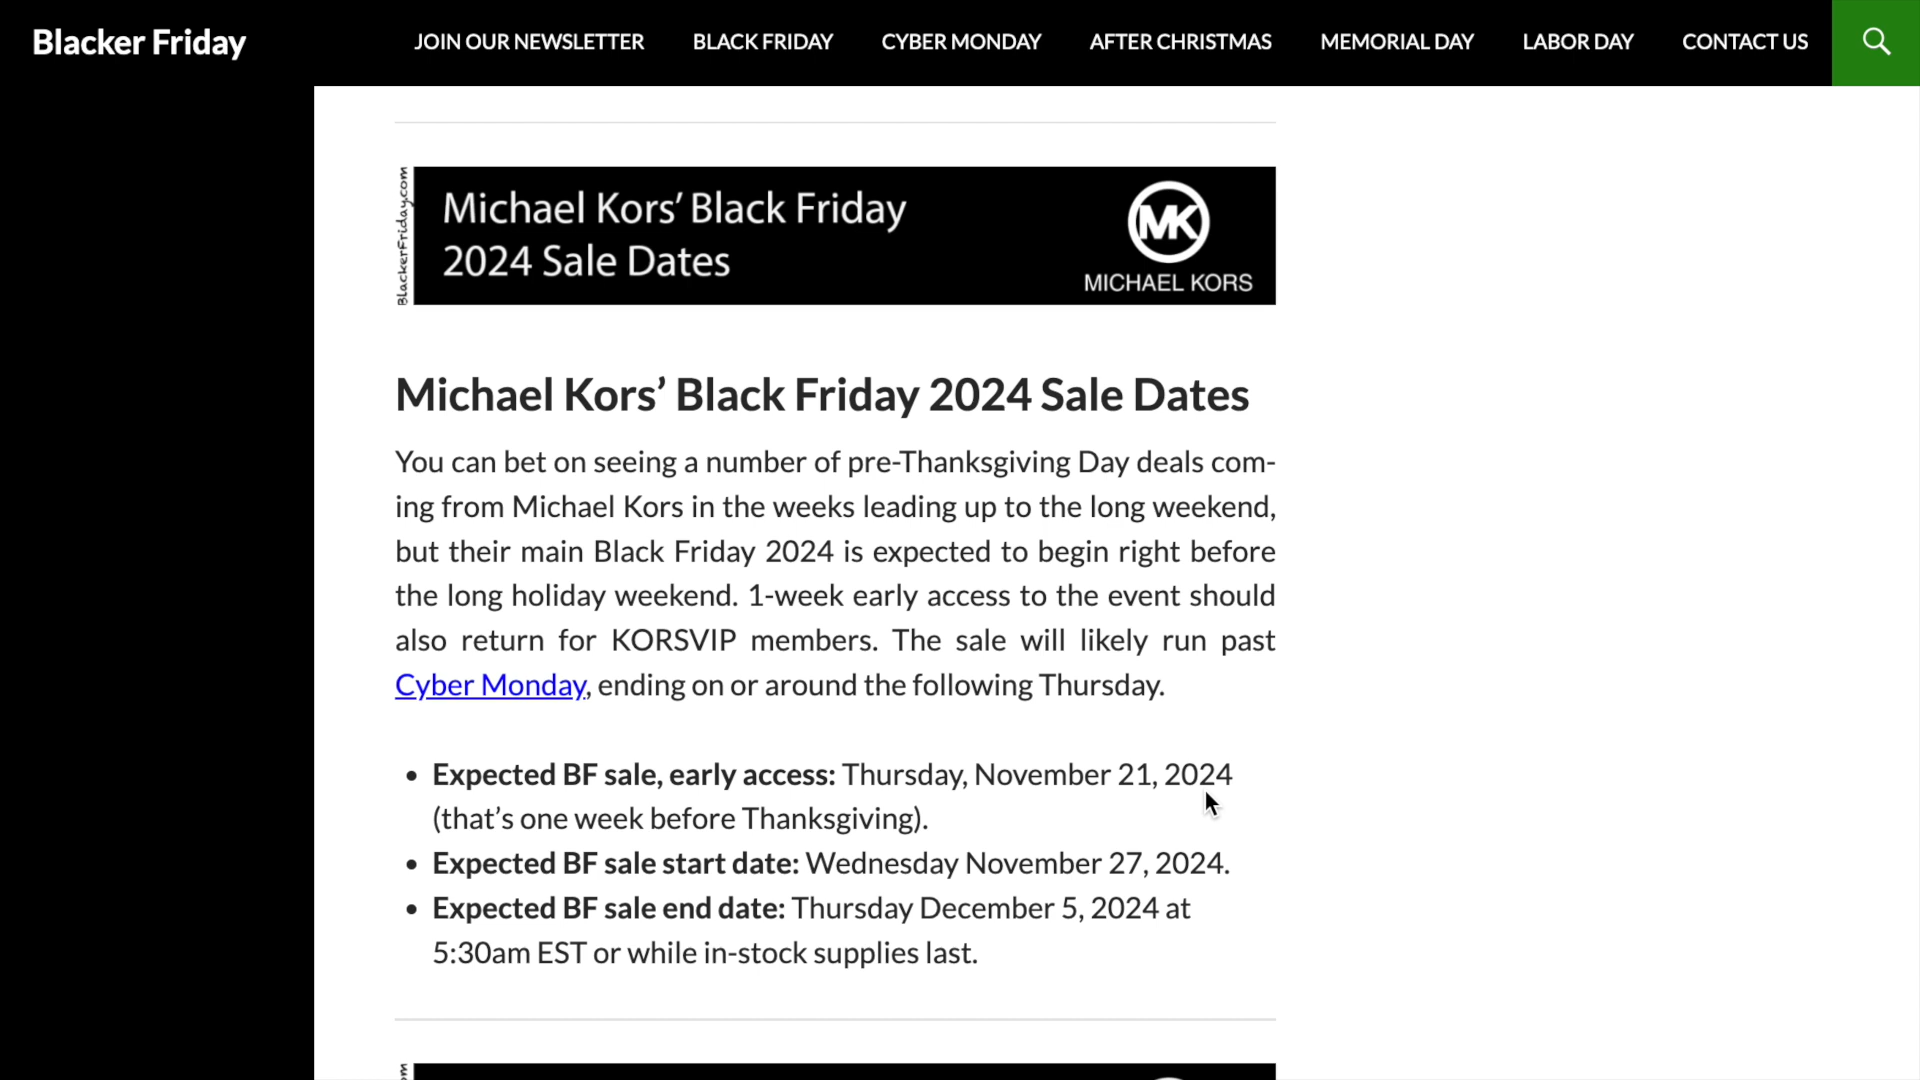 Blacker Friday
JOIN OUR NEWSLETTER
BLACK FRIDAY
CYBER MONDAY
AFTER CHRISTMAS
MEMORIAL DAY
LABOR DAY
CONTACT US
BlackerFriday.com
Michael Kors' Black Friday
2024 Sale Dates
MK
MICHAEL KORS
Michael Kors’ Black Friday 2024 Sale Dates
You can bet on seeing a number of pre-Thanksgiving Day deals com-
ing from Michael Kors in the weeks leading up to the long weekend,
but their main Black Friday 2024 is expected to begin right before
the long holiday weekend. 1-week early access to the event should
also return for KORSVIP members. The sale will likely run past
Cyber Monday, ending on or around the following Thursday.
• Expected BF sale, early access: Thursday, November 21, 2024
(that’s one week before Thanksgiving).
• Expected BF sale start date: Wednesday November 27, 2024.
• Expected BF sale end date: Thursday December 5, 2024 at
5:30am EST or while in-stock supplies last.